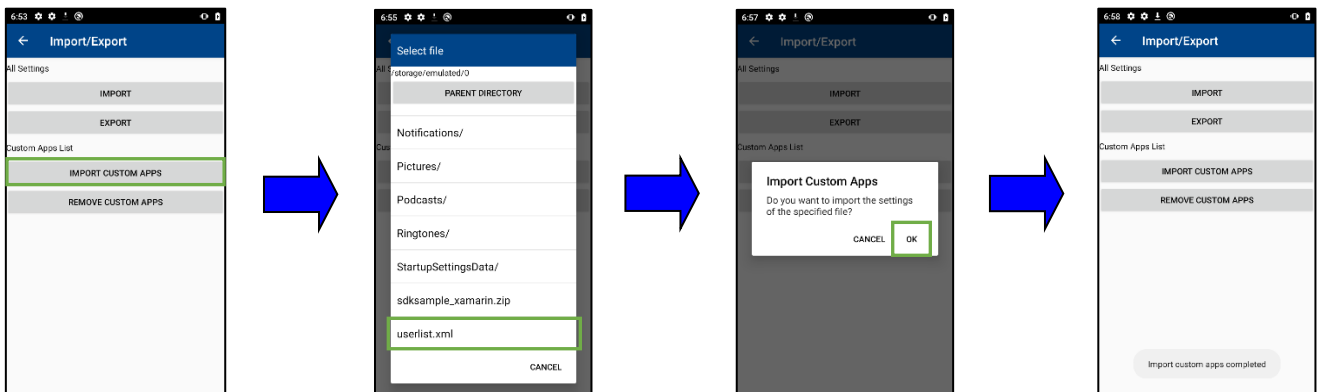 6:53
Import/Export
All Settings
IMPORT
EXPORT
Custom Apps List
IMPORT CUSTOM APPS
REMOVE CUSTOM APPS
6:55
Select file
/storage/emulated/0
PARENT DIRECTORY
Notifications/
Pictures/
Podcasts/
Ringtones/
StartupSettingsData/
sdksample_xamarin.zip
userlist.xml
CANCEL
6:57
Import/Export
All Settings
IMPORT
EXPORT
Custom Apps List
Import Custom Apps
Do you want to import the settings
of the specified file?
CANCEL OK
6:58
Import/Export
All Settings
IMPORT
EXPORT
Custom Apps List
IMPORT CUSTOM APPS
REMOVE CUSTOM APPS
Import custom apps completed